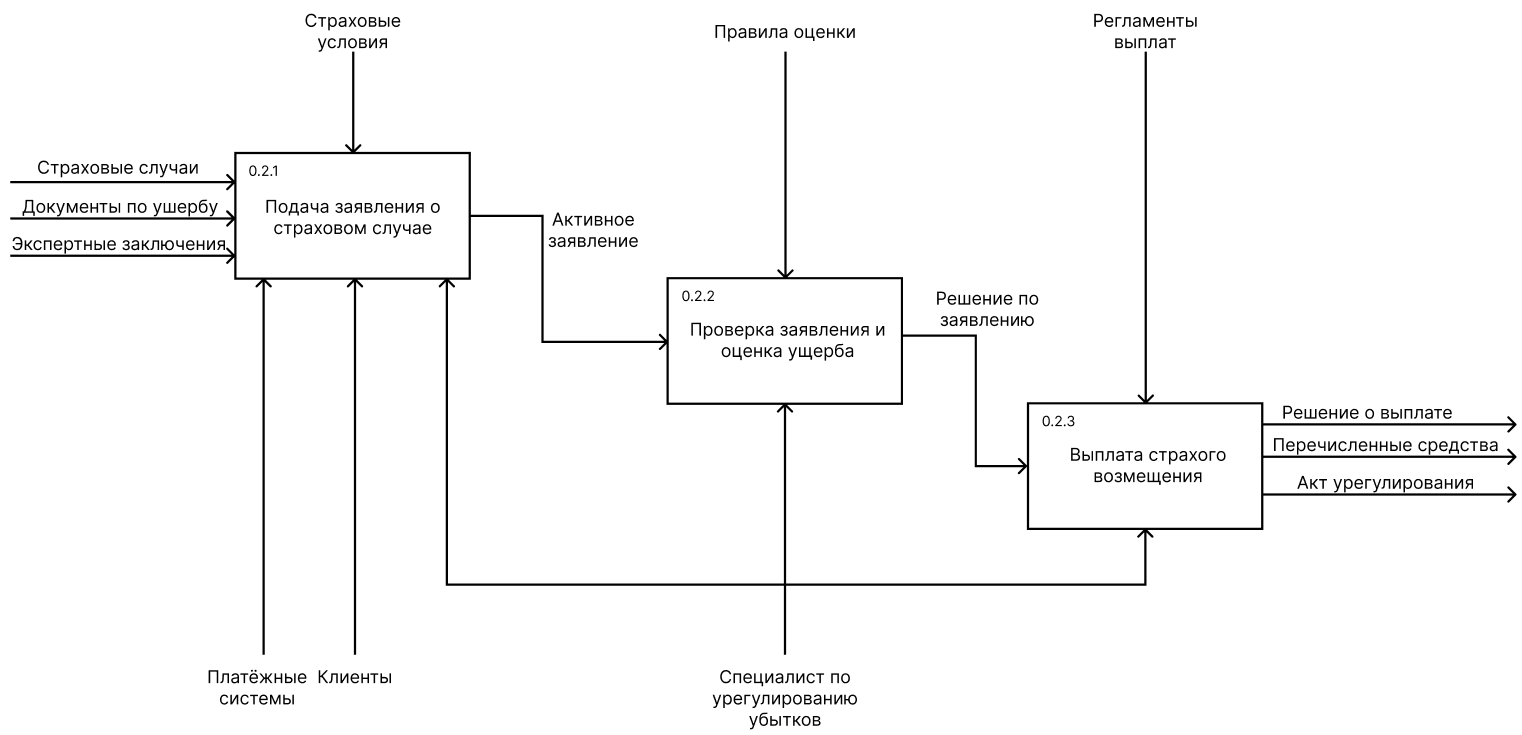 Страховые
условия
Правила оценки
Регламенты
выплат
Страховые случаи
Документы по ушербу
Экспертные заключения
0.2.1
Подача заявления о
страховом случае
Активное
заявление
0.2.2
Проверка заявления и
оценка ущерба
Решение по
заявлению
0.2.3
Выплата страхого
возмещения
Решение о выплате
Перечисленные средства
Акт урегулирования
Платёжные
системы
Клиенты
Специалист по
урегулированию
убытков